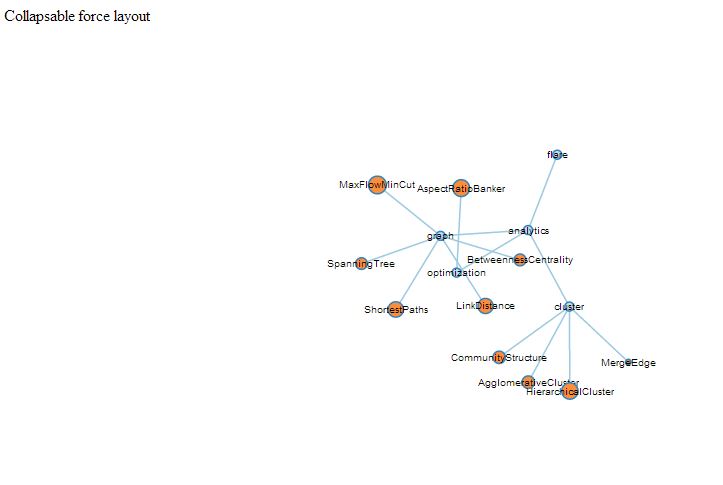 Collapsable force layout
flare
MaxFlowMinCut
AspectRatioBanker
analytics
graph
BetweennessCentrality
SpanningTree
optimization
LinkDistance
cluster
ShortestPaths
CommunityStructure
MergeEdge
AgglomerativeCluster
HierarchicalCluster